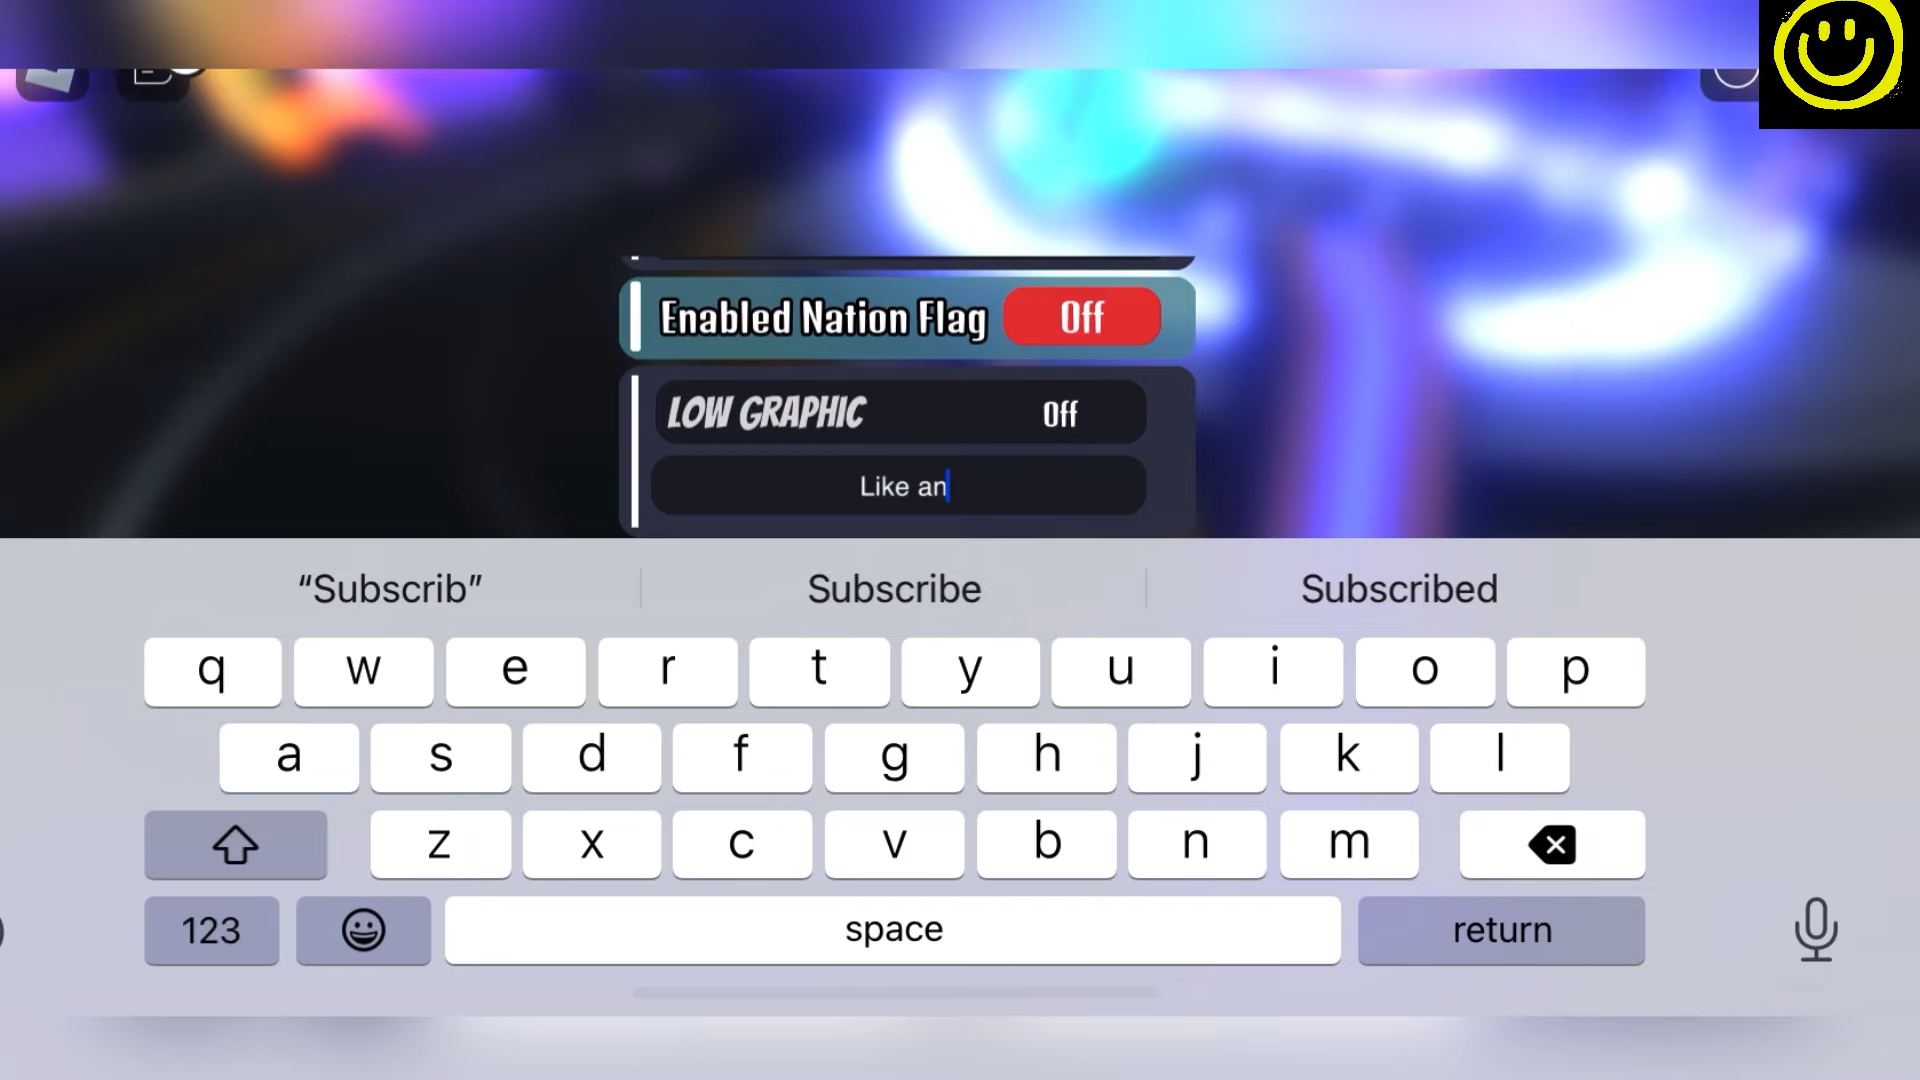 Enabled Nation Flag Off
LOW GRAPHIC Off
Like an
“Subscrib” Subscribe Subscribed
q w e r t y u i o p
a s d f g h j k l
z x c v b n m
123 space return